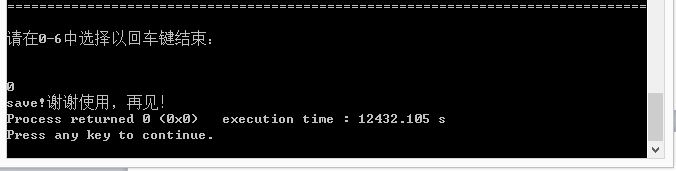 ================================================================================
请在0-6中选择以回车键结束：
0
save!谢谢使用，再见!
Process returned 0 (0x0)   execution time : 12432.105 s
Press any key to continue.